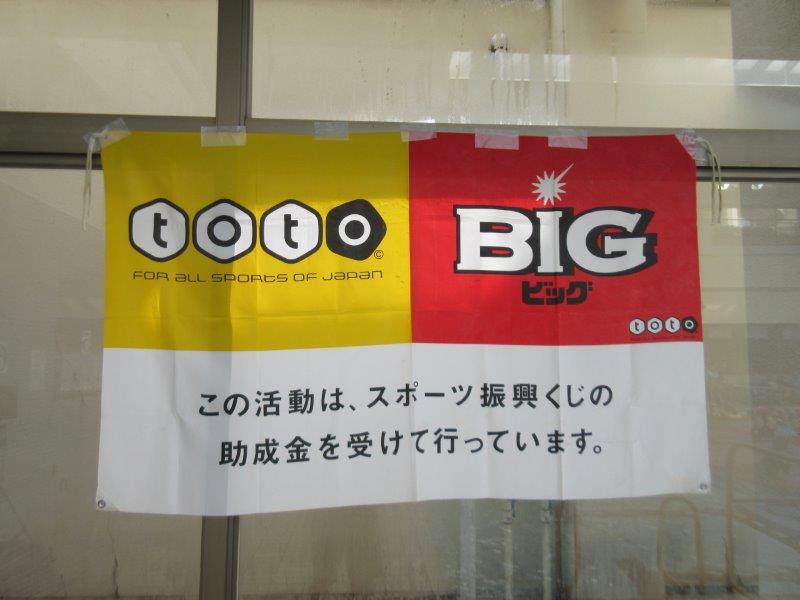 toto
©
FOR ALL SPORTS OF JAPAN
BIG
ビッグ
toto
この活動は、スポーツ振興くじの
助成金を受けて行っています。